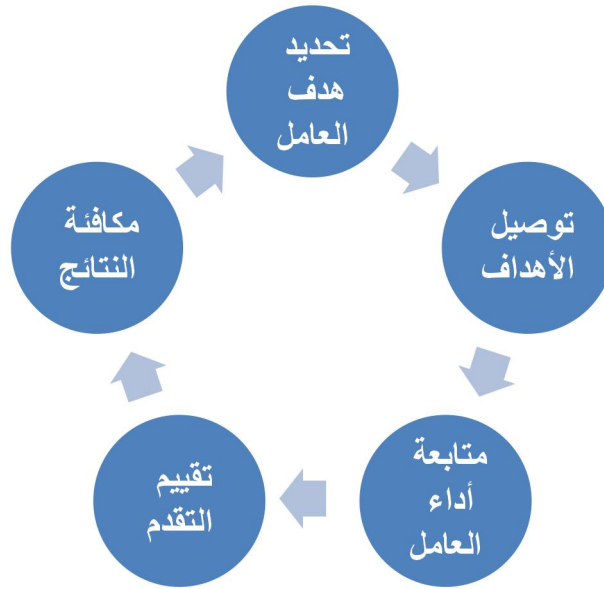 تحديد
هدف
العامل
توصيل
الأهداف
متابعة
أداء
العامل
تقييم
التقدم
مكافئة
النتائج